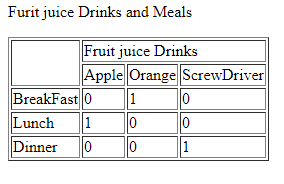 Furit juice Drinks and Meals
Fruit juice Drinks
Apple Orange ScrewDriver
BreakFast 0 1 0
Lunch 1 0 0
Dinner 0 0 1